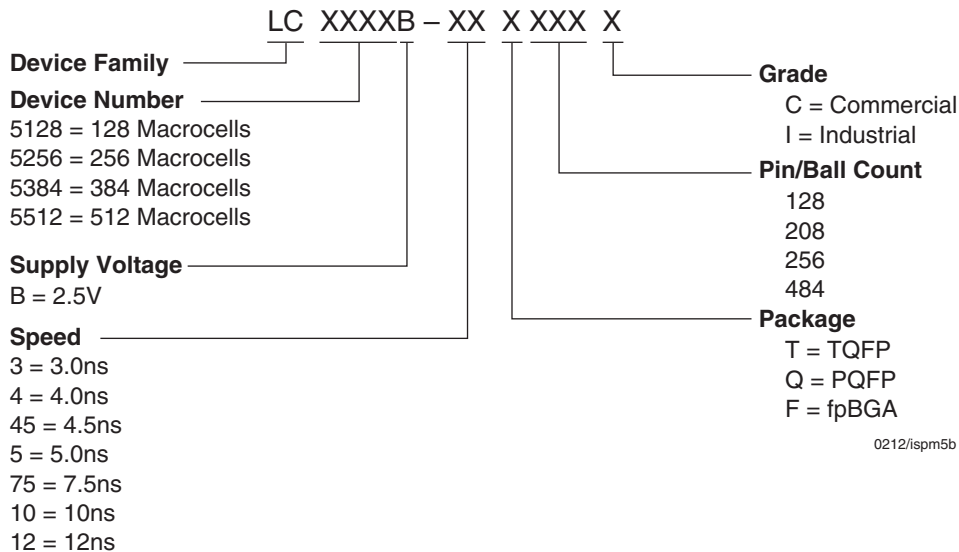 LC XXXXB – XX X XXX X
Device Family
Device Number
5128 = 128 Macrocells
5256 = 256 Macrocells
5384 = 384 Macrocells
5512 = 512 Macrocells
Supply Voltage
B = 2.5V
Speed
3 = 3.0ns
4 = 4.0ns
45 = 4.5ns
5 = 5.0ns
75 = 7.5ns
10 = 10ns
12 = 12ns
Grade
C = Commercial
I = Industrial
Pin/Ball Count
128
208
256
484
Package
T = TQFP
Q = PQFP
F = fpBGA
0212/ispm5b